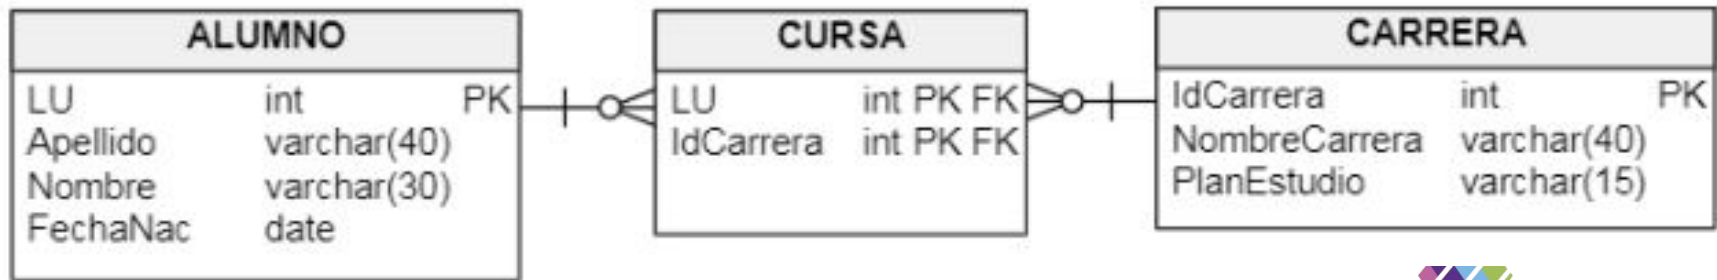 ALUMNO
LU int PK
Apellido varchar(40)
Nombre varchar(30)
FechaNac date
CURSA
LU int PK FK
IdCarrera int PK FK
CARRERA
IdCarrera int PK
NombreCarrera varchar(40)
PlanEstudio varchar(15)